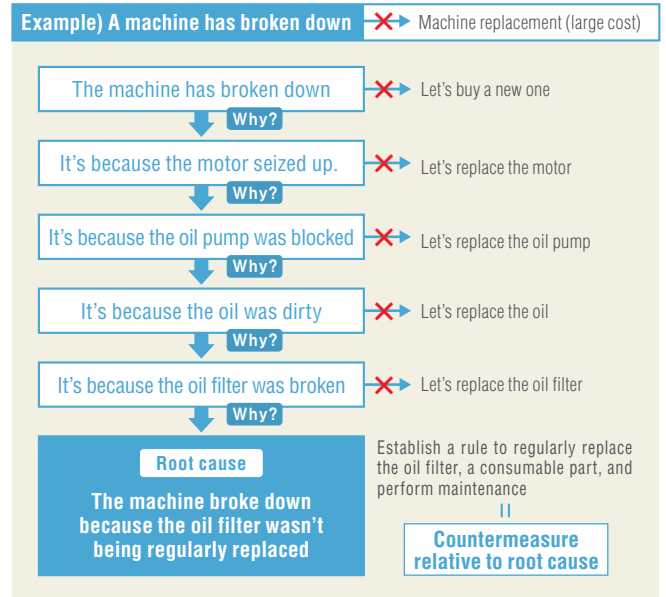 Example) A machine has broken down
Machine replacement (large cost)
The machine has broken down
Let's buy a new one
Why?
It's because the motor seized up.
Let's replace the motor
Why?
It's because the oil pump was blocked
Let's replace the oil pump
Why?
It's because the oil was dirty
Let's replace the oil
Why?
It's because the oil filter was broken
Let's replace the oil filter
Why?
Root cause
The machine broke down
because the oil filter wasn't
being regularly replaced
Establish a rule to regularly replace
the oil filter, a consumable part, and
perform maintenance
Countermeasure
relative to root cause